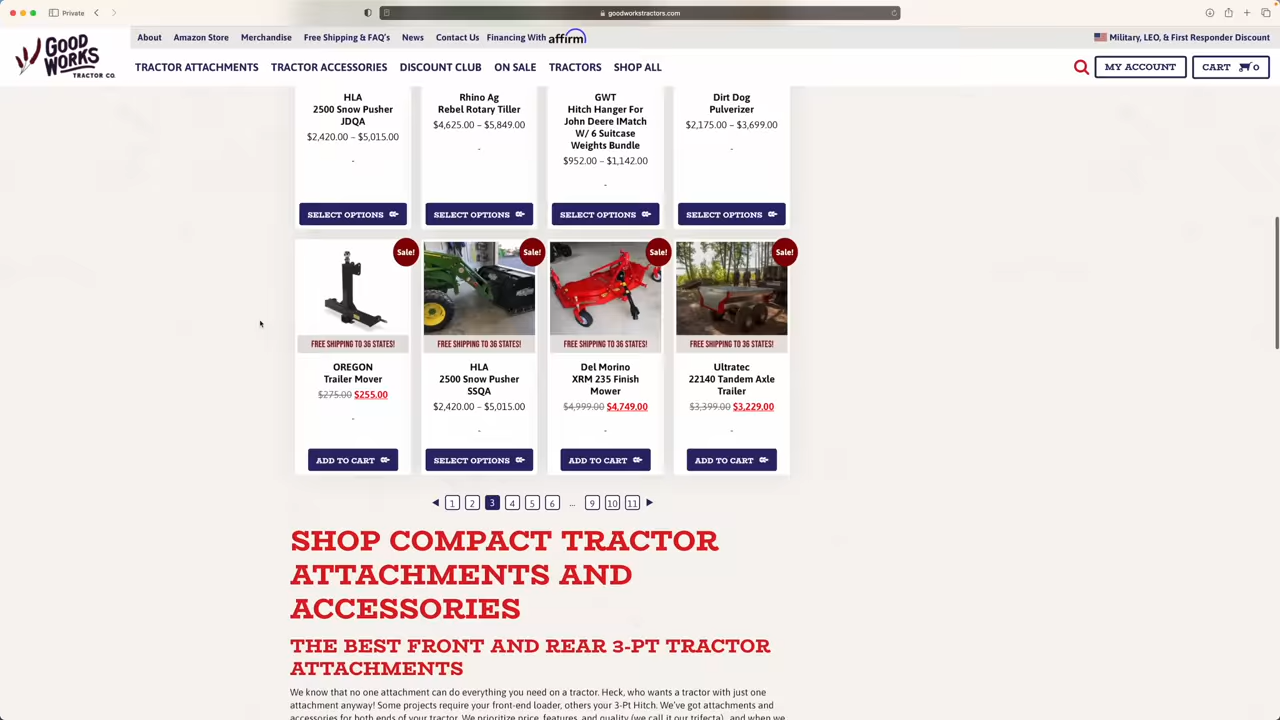 Private
goodworkstractors.com
GOOD
WORKS
TRACTOR CO.
About
Amazon Store
Merchandise
Free Shipping & FAQ's
News
Contact Us
Financing With affirm
Military, LEO, & First Responder Discount
TRACTOR ATTACHMENTS
TRACTOR ACCESSORIES
DISCOUNT CLUB
ON SALE
TRACTORS
SHOP ALL
MY ACCOUNT
CART 0
HLA
2500 Snow Pusher
JDQA
$2,420.00 – $5,015.00
-
SELECT OPTIONS
Rhino Ag
Rebel Rotary Tiller
$4,625.00 – $5,849.00
-
SELECT OPTIONS
GWT
Hitch Hanger For
John Deere IMatch
W/ 6 Suitcase
Weights Bundle
$952.00 – $1,142.00
-
SELECT OPTIONS
Dirt Dog
Pulverizer
$2,175.00 – $3,699.00
-
SELECT OPTIONS
Sale!
FREE SHIPPING TO 36 STATES!
OREGON
Trailer Mover
$275.00 $255.00
-
ADD TO CART
Sale!
FREE SHIPPING TO 36 STATES!
HLA
2500 Snow Pusher
SSQA
$2,420.00 – $5,015.00
-
SELECT OPTIONS
Sale!
FREE SHIPPING TO 36 STATES!
Del Morino
XRM 235 Finish
Mower
$4,999.00 $4,749.00
-
ADD TO CART
Sale!
FREE SHIPPING TO 36 STATES!
Ultratec
22140 Tandem Axle
Trailer
$3,399.00 $3,229.00
-
ADD TO CART
1 2 3 4 5 6 ... 9 10 11
SHOP COMPACT TRACTOR
ATTACHMENTS AND
ACCESSORIES
THE BEST FRONT AND REAR 3-PT TRACTOR
ATTACHMENTS
We know that no one attachment can do everything you need on a tractor. Heck, who wants a tractor with just one
attachment anyway! Some projects require your front-end loader, others your 3-Pt Hitch. We've got attachments and
accessories for both ends of your tractor. We prioritize price, features, and quality (we call it our trifecta), and when we